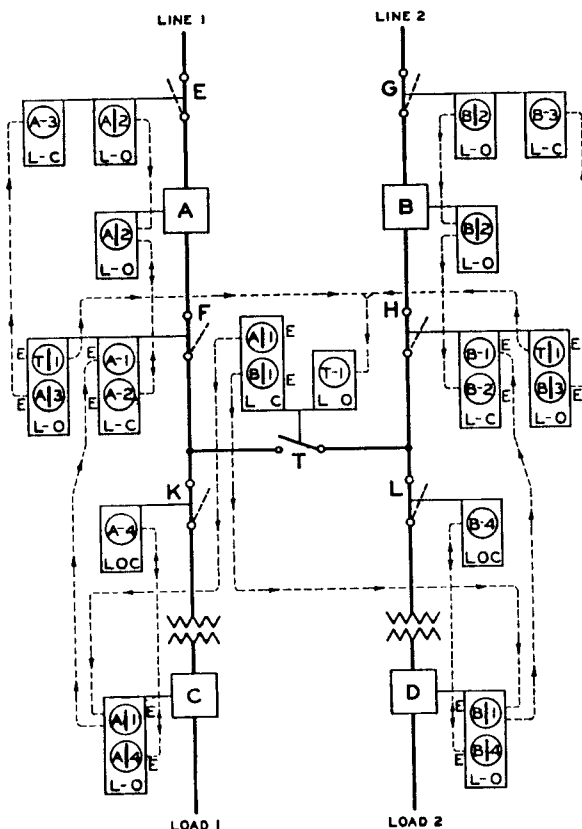 LINE 1 LINE 2
E G
A-3 A|2 B|2 B-3
L-C L-O L-O L-C
A B
A|2 B|2
L-O L-O
F H
E T|1 E A-1 A|1 E T-1 B-1 E T|1 E
E A|3 E A-2 B|1 E B-2 B|3 E
L-O L-C L C L O L-C L-O
T
K L
A-4 B-4
LOC LOC
C D
A|1 E E B|1
A|4 E E B|4
L-O L-O
LOAD 1 LOAD 2